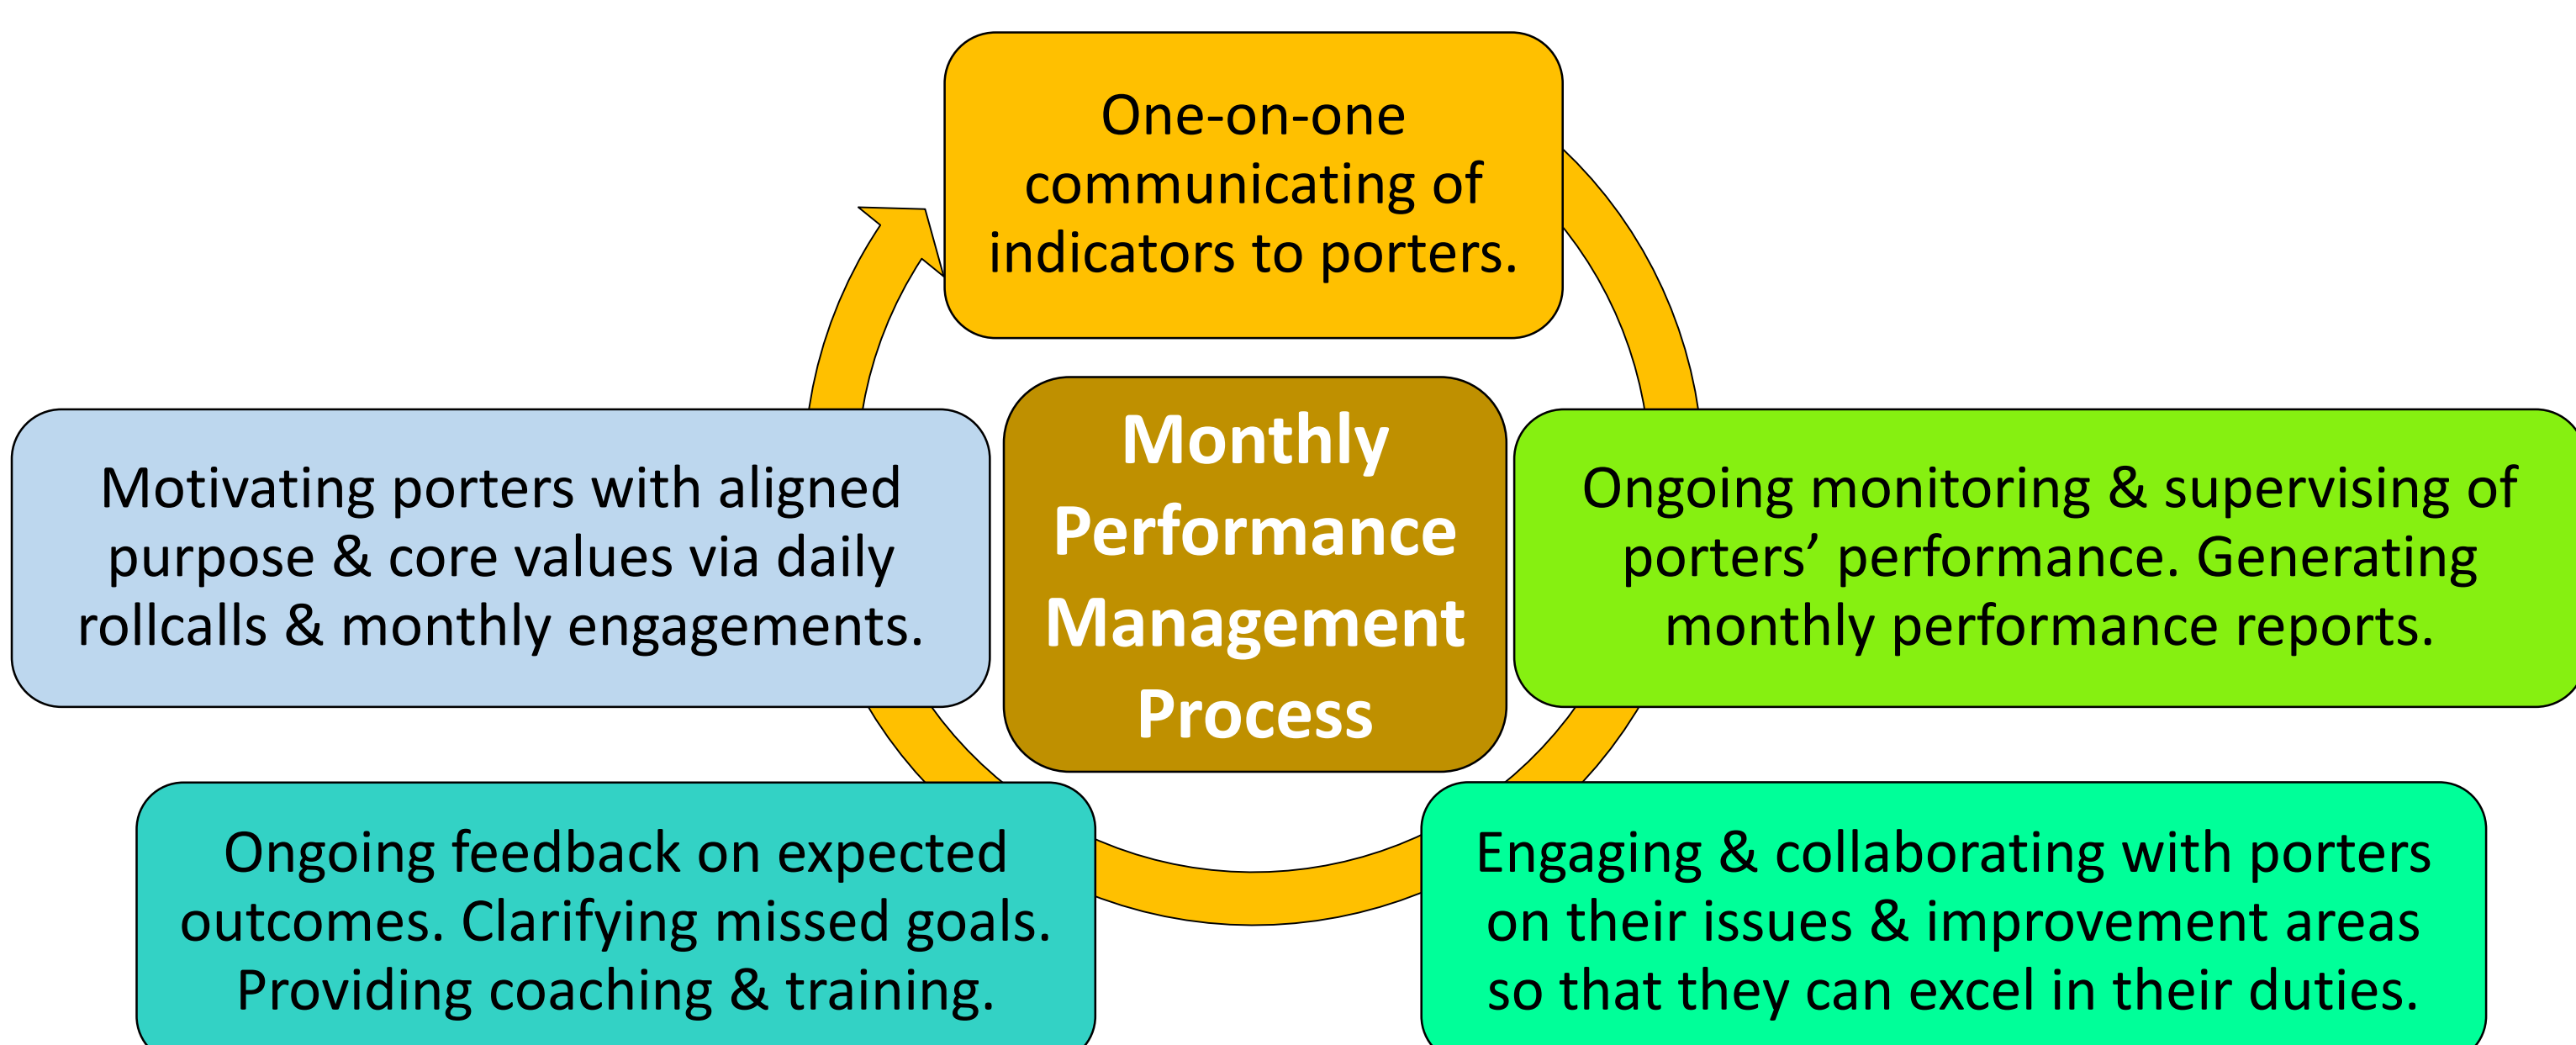 One-on-one
communicating of
indicators to porters.
Monthly
Performance
Management
Process
Ongoing monitoring & supervising of
porters’ performance. Generating
monthly performance reports.
Engaging & collaborating with porters
on their issues & improvement areas
so that they can excel in their duties.
Ongoing feedback on expected
outcomes. Clarifying missed goals.
Providing coaching & training.
Motivating porters with aligned
purpose & core values via daily
rollcalls & monthly engagements.